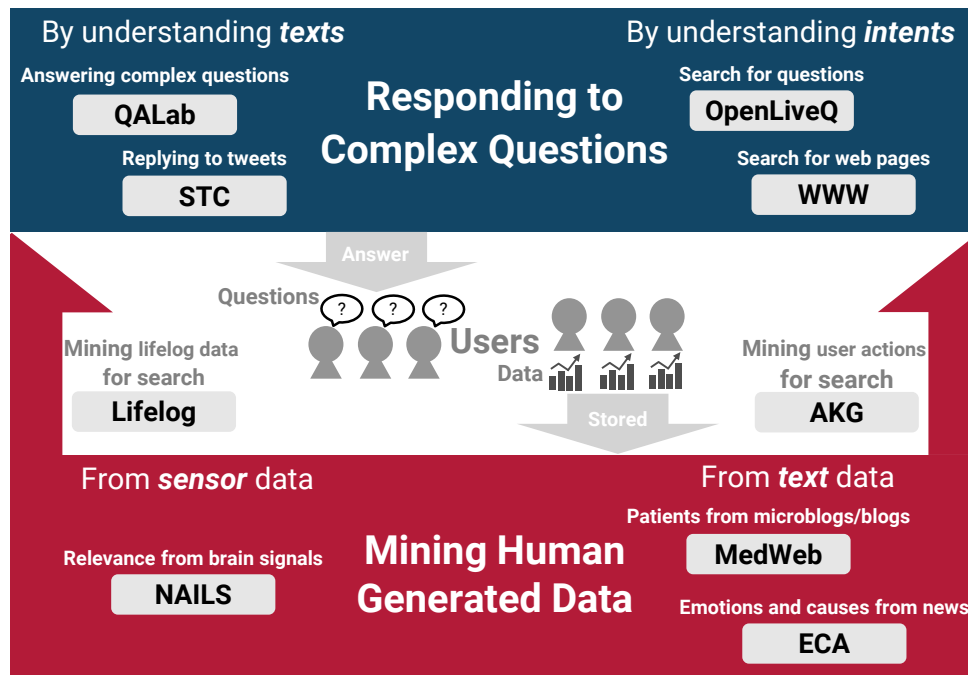 By understanding texts
By understanding intents
Answering complex questions
QALab
Replying to tweets
STC
Responding to
Complex Questions
Search for questions
OpenLiveQ
Search for web pages
WWW
Answer
Questions
? ? ?
Users
Data
Stored
Mining lifelog data
for search
Lifelog
Mining user actions
for search
AKG
From sensor data
From text data
Relevance from brain signals
NAILS
Mining Human
Generated Data
Patients from microblogs/blogs
MedWeb
Emotions and causes from news
ECA